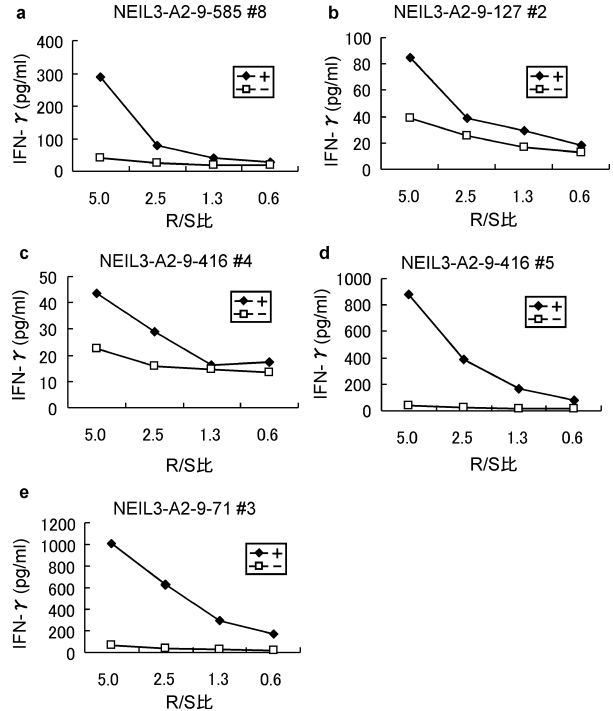 a
NEIL3-A2-9-585 #8
IFN-γ (pg/ml)
400
300
200
100
0
+
−
5.0 2.5 1.3 0.6
R/S比
b
NEIL3-A2-9-127 #2
IFN-γ (pg/ml)
100
80
60
40
20
0
+
−
5.0 2.5 1.3 0.6
R/S比
c
NEIL3-A2-9-416 #4
IFN-γ (pg/ml)
50
40
30
20
10
0
+
−
5.0 2.5 1.3 0.6
R/S比
d
NEIL3-A2-9-416 #5
IFN-γ (pg/ml)
1000
800
600
400
200
0
+
−
5.0 2.5 1.3 0.6
R/S比
e
NEIL3-A2-9-71 #3
IFN-γ (pg/ml)
1200
1000
800
600
400
200
0
+
−
5.0 2.5 1.3 0.6
R/S比